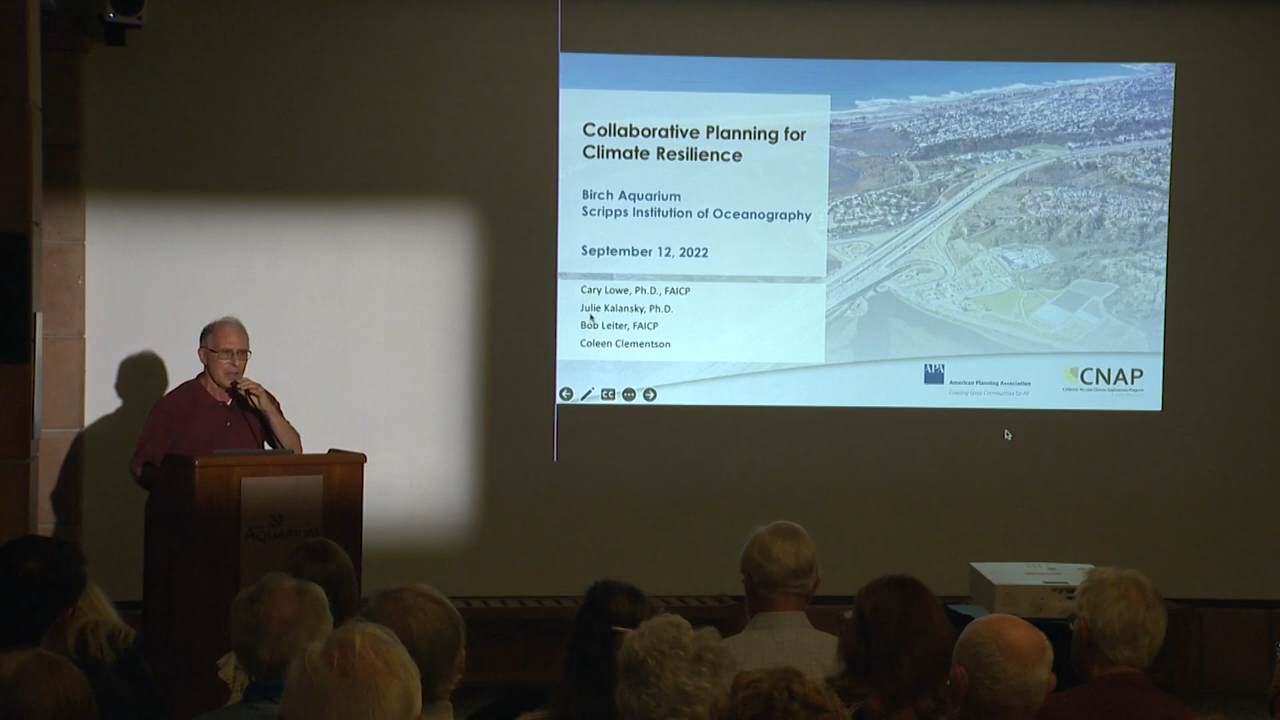 Collaborative Planning for
Climate Resilience
Birch Aquarium
Scripps Institution of Oceanography
September 12, 2022
Cary Lowe, Ph.D., FAICP
Julie Kalansky, Ph.D.
Bob Leiter, FAICP
Coleen Clementson
CC
APA
American Planning Association
CNAP
AQUARIUM